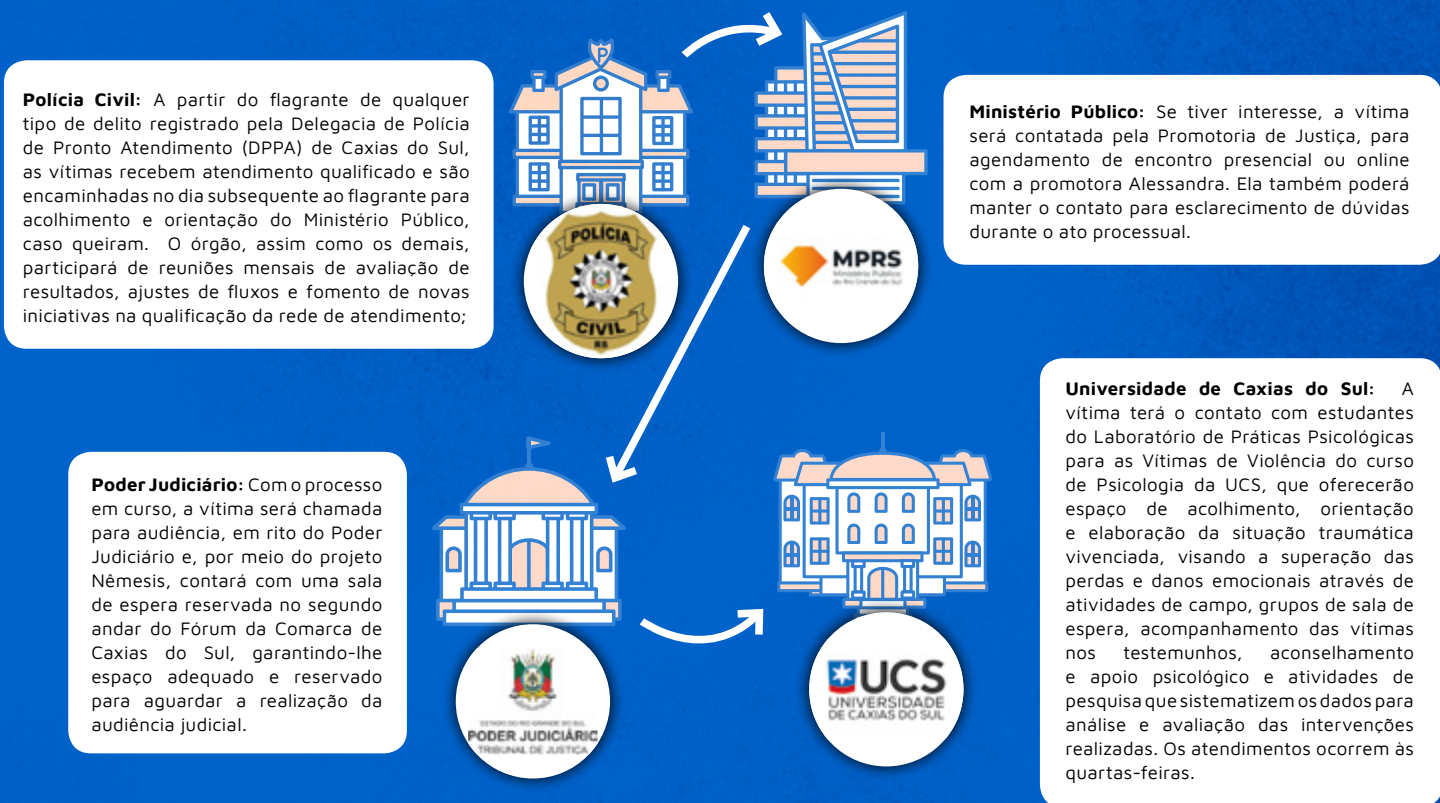 Polícia Civil: A partir do flagrante de qualquer
tipo de delito registrado pela Delegacia de Polícia
de Pronto Atendimento (DPPA) de Caxias do Sul,
as vítimas recebem atendimento qualificado e são
encaminhadas no dia subsequente ao flagrante para
acolhimento e orientação do Ministério Público,
caso queiram. O órgão, assim como os demais,
participará de reuniões mensais de avaliação de
resultados, ajustes de fluxos e fomento de novas
iniciativas na qualificação da rede de atendimento;
P
POLÍCIA
CIVIL
RS
MPRS
Ministério Público
do Rio Grande do Sul
Ministério Público: Se tiver interesse, a vítima
será contatada pela Promotoria de Justiça, para
agendamento de encontro presencial ou online
com a promotora Alessandra. Ela também poderá
manter o contato para esclarecimento de dúvidas
durante o ato processual.
Poder Judiciário: Com o processo
em curso, a vítima será chamada
para audiência, em rito do Poder
Judiciário e, por meio do projeto
Nêmesis, contará com uma sala
de espera reservada no segundo
andar do Fórum da Comarca de
Caxias do Sul, garantindo-lhe
espaço adequado e reservado
para aguardar a realização da
audiência judicial.
ESTADO DO RIO GRANDE DO SUL
PODER JUDICIÁRIO
TRIBUNAL DE JUSTIÇA
UCS
UNIVERSIDADE
DE CAXIAS DO SUL
Universidade de Caxias do Sul: A
vítima terá o contato com estudantes
do Laboratório de Práticas Psicológicas
para as Vítimas de Violência do curso
de Psicologia da UCS, que oferecerão
espaço de acolhimento, orientação
e elaboração da situação traumática
vivenciada, visando a superação das
perdas e danos emocionais através de
atividades de campo, grupos de sala de
espera, acompanhamento das vítimas
nos testemunhos, aconselhamento
e apoio psicológico e atividades de
pesquisa que sistematizem os dados para
análise e avaliação das intervenções
realizadas. Os atendimentos ocorrem às
quartas-feiras.